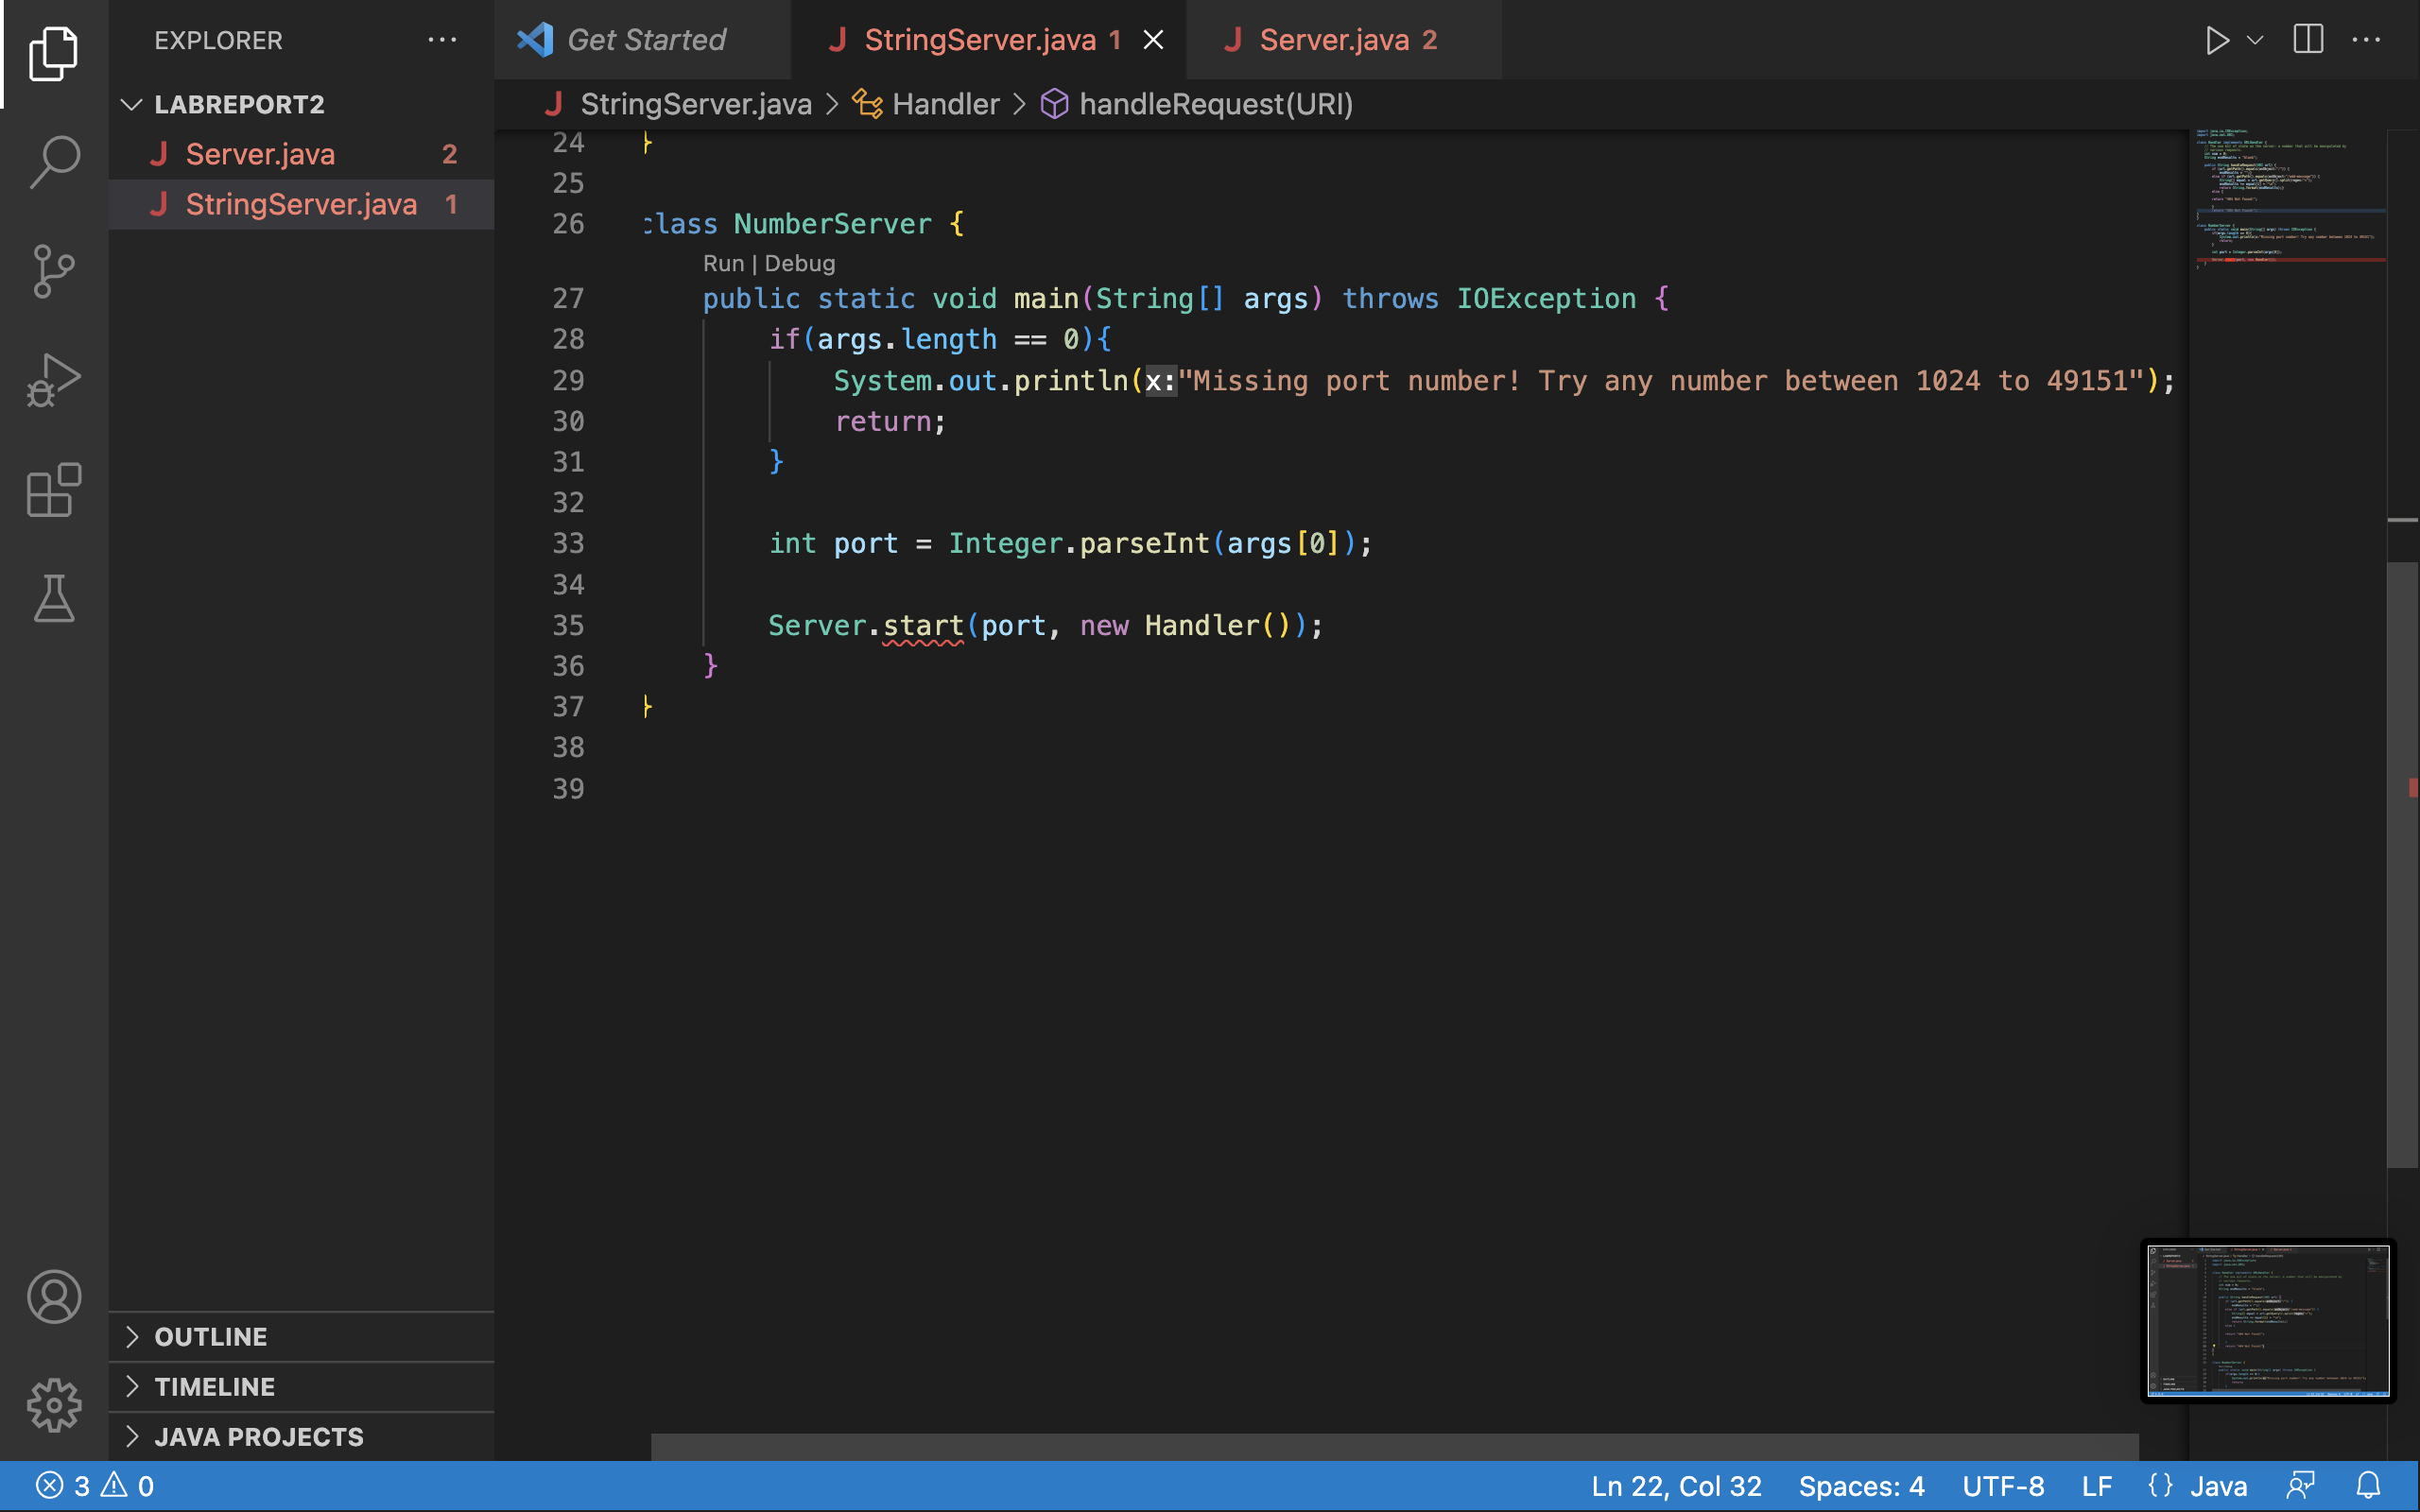 EXPLORER
Get Started
StringServer.java 1
Server.java 2
LABREPORT2
Server.java 2
StringServer.java 1
StringServer.java > Handler > handleRequest(URI)
24 }
25
26 class NumberServer {
Run | Debug
27 public static void main(String[] args) throws IOException {
28 if(args.length == 0){
29 System.out.println(x:"Missing port number! Try any number between 1024 to 49151");
30 return;
31 }
32
33 int port = Integer.parseInt(args[0]);
34
35 Server.start(port, new Handler());
36 }
37 }
38
39
OUTLINE
TIMELINE
JAVA PROJECTS
3 0
Ln 22, Col 32
Spaces: 4
UTF-8
LF
{} Java